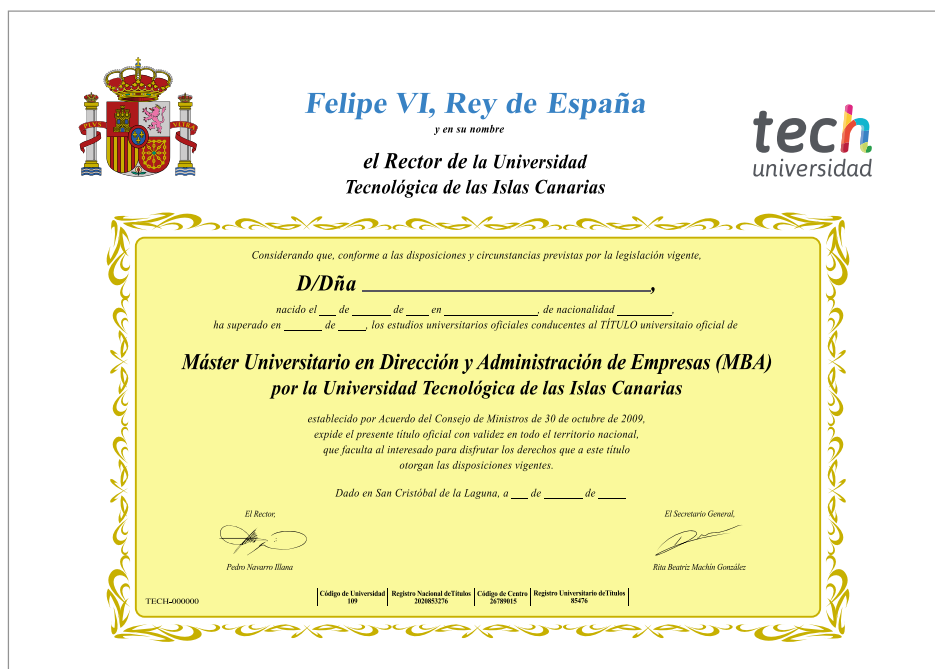 Felipe VI, Rey de España
y en su nombre
el Rector de la Universidad
Tecnológica de las Islas Canarias
PLVS VLTRA
tech
universidad
Considerando que, conforme a las disposiciones y circunstancias previstas por la legislación vigente,
D/Dña ,
nacido el de de en , de nacionalidad ,
ha superado en de , los estudios universitarios oficiales conducentes al TÍTULO universitaio oficial de
Máster Universitario en Dirección y Administración de Empresas (MBA)
por la Universidad Tecnológica de las Islas Canarias
establecido por Acuerdo del Consejo de Ministros de 30 de octubre de 2009,
expide el presente título oficial con validez en todo el territorio nacional,
que faculta al interesado para disfrutar los derechos que a este título
otorgan las disposiciones vigentes.
Dado en San Cristóbal de la Laguna, a de de
El Rector,
Pedro Navarro Illana
El Secretario General,
Rita Beatriz Machín González
TECH-000000
Código de Universidad
109
Registro Nacional deTítulos
2020853276
Código de Centro
26789015
Registro Universitario deTítulos
85476